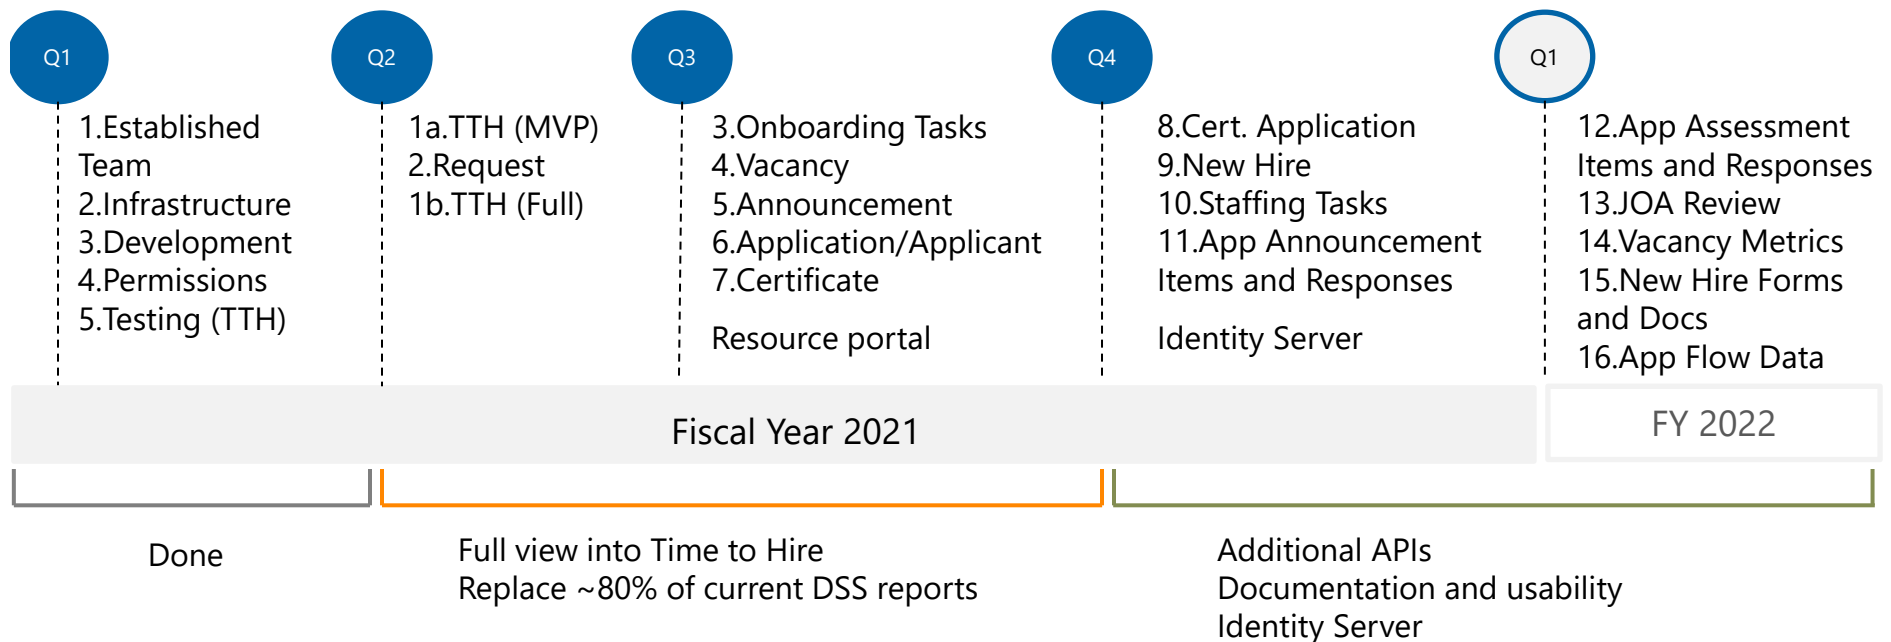 Q1
Q2
Q3
Q4
Q1
1.Established
Team
2.Infrastructure
3.Development
4.Permissions
5.Testing (TTH)
1a.TTH (MVP)
2.Request
1b.TTH (Full)
3.Onboarding Tasks
4.Vacancy
5.Announcement
6.Application/Applicant
7.Certificate
Resource portal
8.Cert. Application
9.New Hire
10.Staffing Tasks
11.App Announcement
Items and Responses
Identity Server
12.App Assessment
Items and Responses
13.JOA Review
14.Vacancy Metrics
15.New Hire Forms
and Docs
16.App Flow Data
Fiscal Year 2021
FY 2022
Done
Full view into Time to Hire
Replace ~80% of current DSS reports
Additional APIs
Documentation and usability
Identity Server